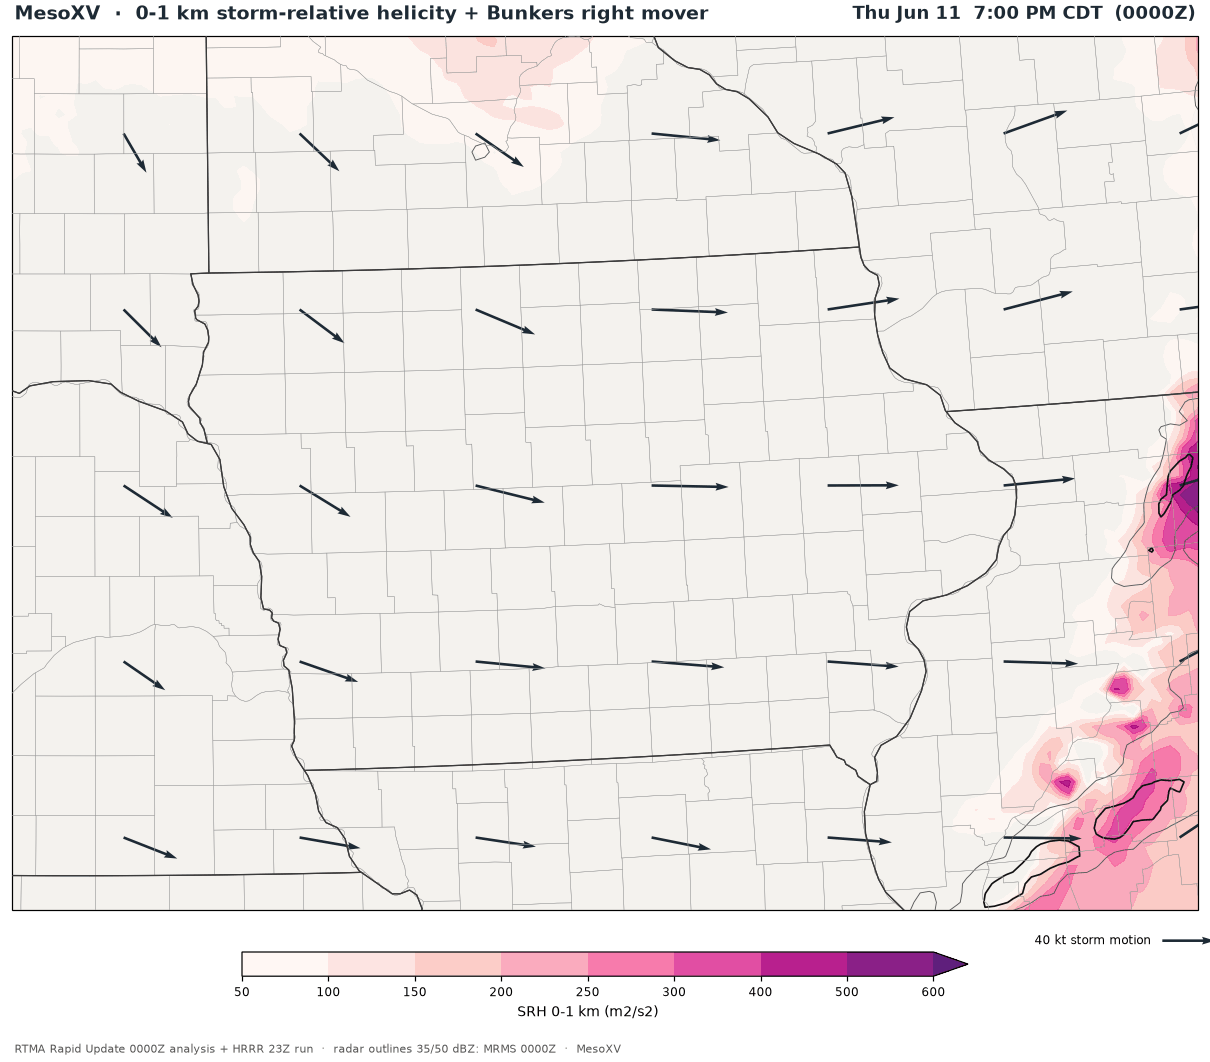 MesoXV · 0-1 km storm-relative helicity + Bunkers right mover
Thu Jun 11 7:00 PM CDT (0000Z)
40 kt storm motion
50 100 150 200 250 300 400 500 600
SRH 0-1 km (m2/s2)
RTMA Rapid Update 0000Z analysis + HRRR 23Z run · radar outlines 35/50 dBZ: MRMS 0000Z · MesoXV